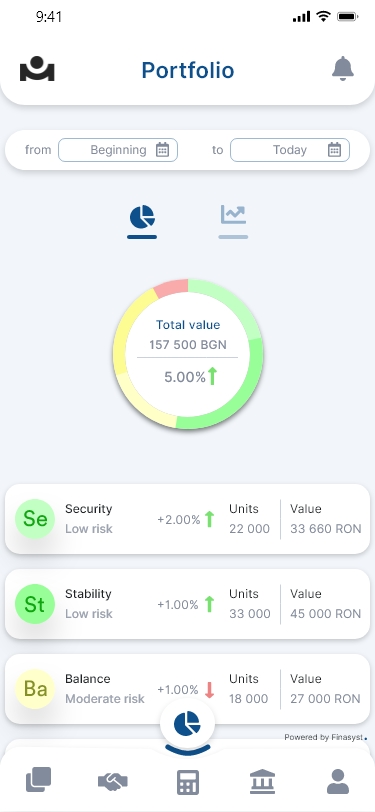 9:41
Portfolio
from Beginning to Today
Total value
157 500 BGN
5.00%
Se Security Low risk +2.00% Units 22 000 Value 33 660 RON
St Stability Low risk +1.00% Units 33 000 Value 45 000 RON
Ba Balance Moderate risk +1.00% Units 18 000 Value 27 000 RON
Powered by Finasyst.